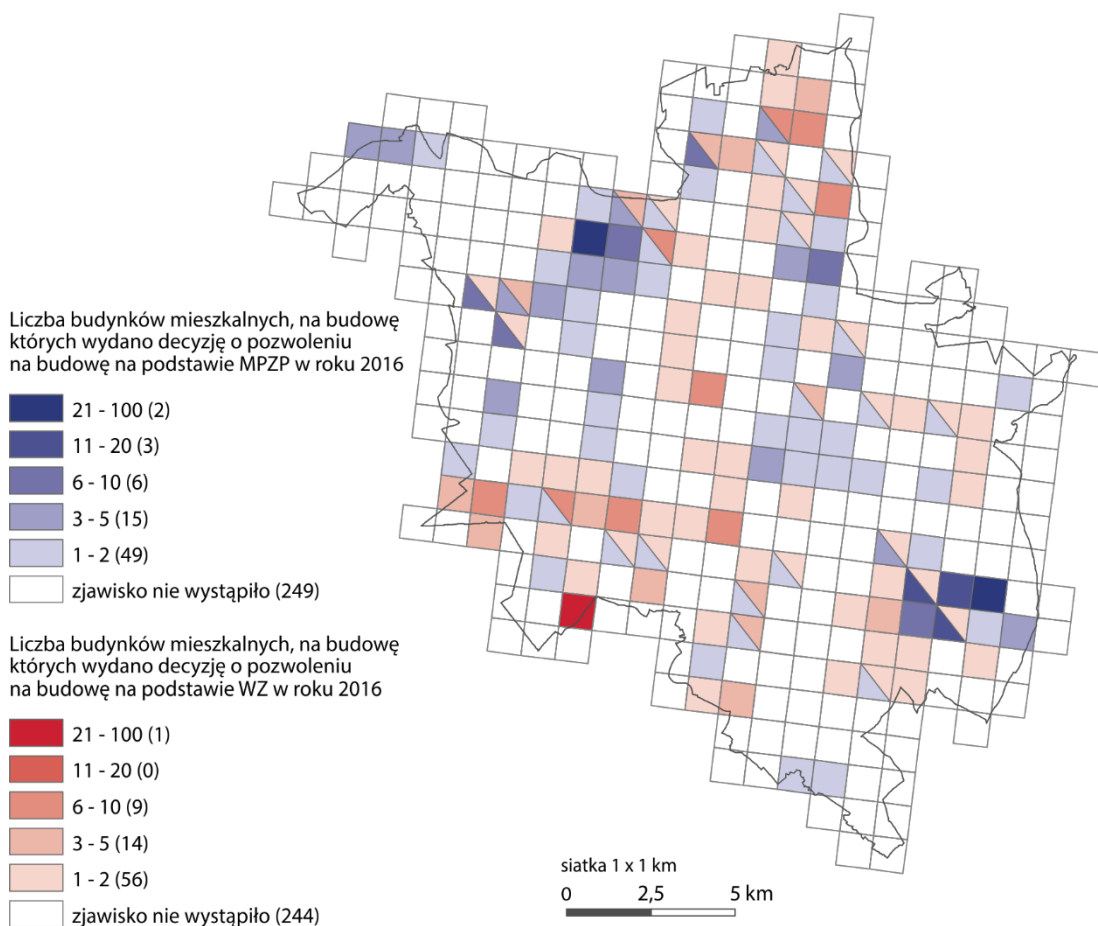 Liczba budynków mieszkalnych, na budowę
których wydano decyzję o pozwoleniu
na budowę na podstawie MPZP w roku 2016
21 - 100 (2)
11 - 20 (3)
6 - 10 (6)
3 - 5 (15)
1 - 2 (49)
zjawisko nie wystąpiło (249)
Liczba budynków mieszkalnych, na budowę
których wydano decyzję o pozwoleniu
na budowę na podstawie WZ w roku 2016
21 - 100 (1)
11 - 20 (0)
6 - 10 (9)
3 - 5 (14)
1 - 2 (56)
zjawisko nie wystąpiło (244)
siatka 1 x 1 km
0 2,5 5 km